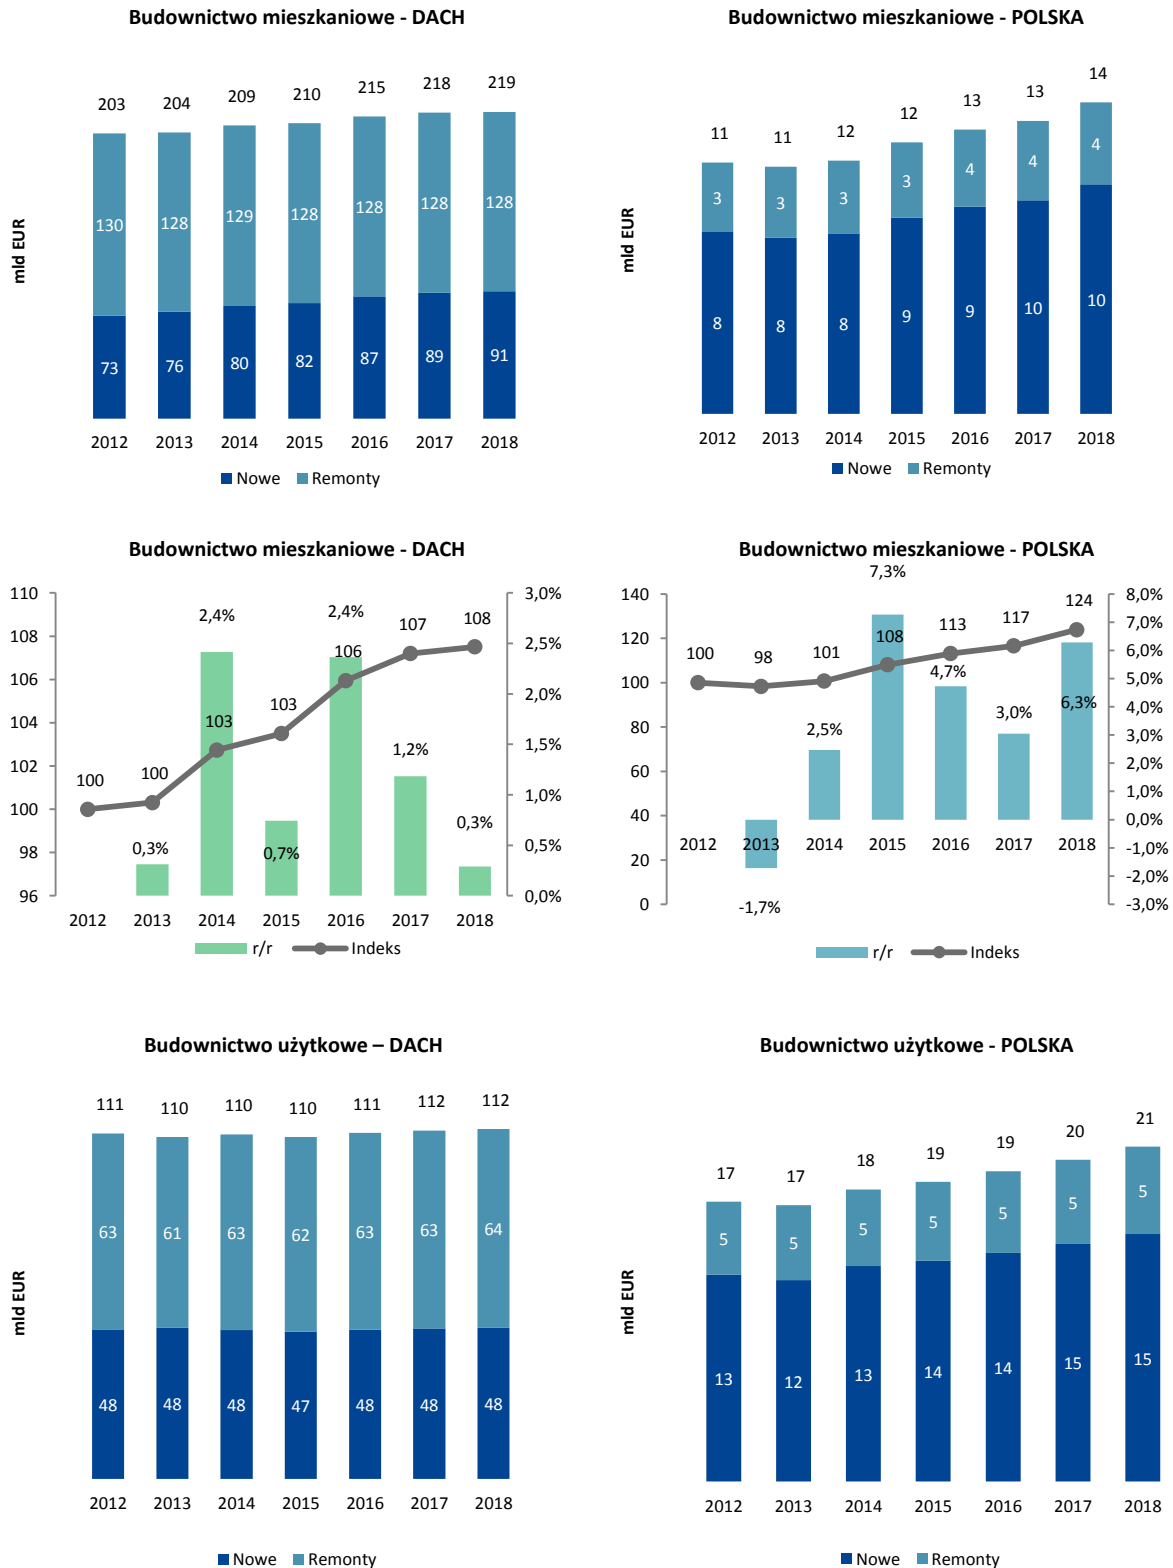 Budownictwo mieszkaniowe - DACH
mld EUR
203 204 209 210 215 218 219
130 128 129 128 128 128 128
73 76 80 82 87 89 91
2012 2013 2014 2015 2016 2017 2018
Nowe Remonty
Budownictwo mieszkaniowe - POLSKA
mld EUR
11 11 12 12 13 13 14
3 3 3 3 4 4 4
8 8 8 9 9 10 10
2012 2013 2014 2015 2016 2017 2018
Nowe Remonty
Budownictwo mieszkaniowe - DACH
110
108
106
104
102
100
98
96
3,0%
2,5%
2,0%
1,5%
1,0%
0,5%
0,0%
100 100 103 103 106 107 108
0,3% 2,4% 0,7% 2,4% 1,2% 0,3%
2012 2013 2014 2015 2016 2017 2018
r/r Indeks
Budownictwo mieszkaniowe - POLSKA
140
120
100
80
60
40
20
0
8,0%
7,0%
6,0%
5,0%
4,0%
3,0%
2,0%
1,0%
0,0%
-1,0%
-2,0%
-3,0%
100 98 101 108 113 117 124
-1,7% 2,5% 7,3% 4,7% 3,0% 6,3%
2012 2013 2014 2015 2016 2017 2018
r/r Indeks
Budownictwo użytkowe – DACH
mld EUR
111 110 110 110 111 112 112
63 61 63 62 63 63 64
48 48 48 47 48 48 48
2012 2013 2014 2015 2016 2017 2018
Nowe Remonty
Budownictwo użytkowe - POLSKA
mld EUR
17 17 18 19 19 20 21
5 5 5 5 5 5 5
13 12 13 14 14 15 15
2012 2013 2014 2015 2016 2017 2018
Nowe Remonty